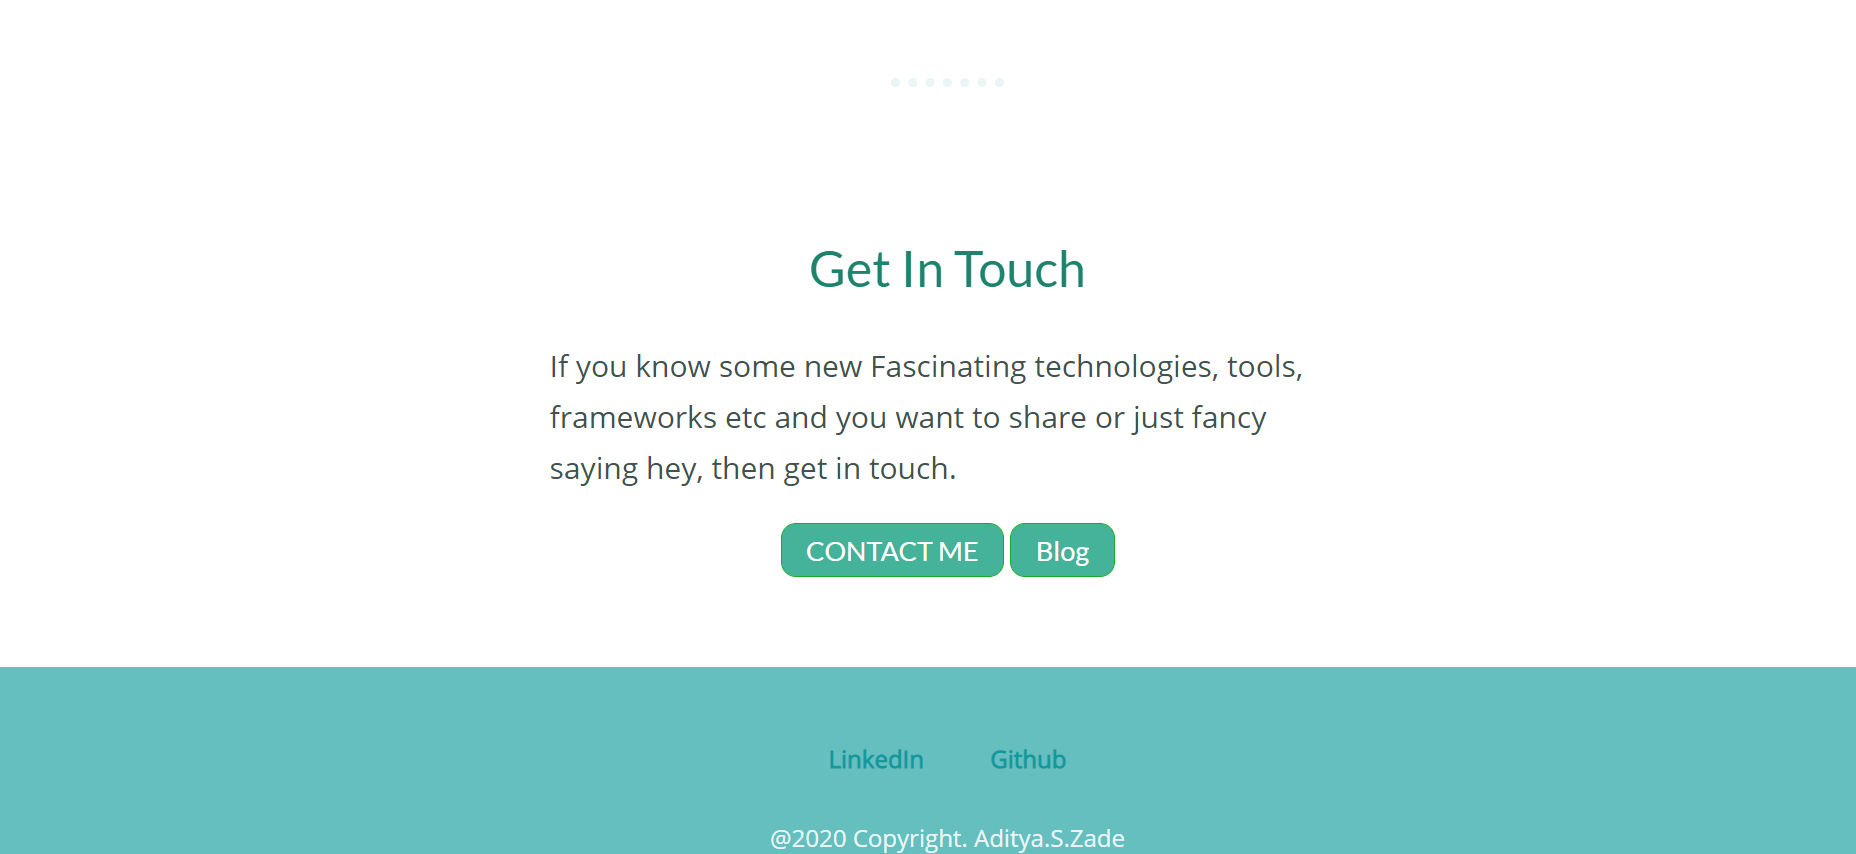 Get In Touch
If you know some new Fascinating technologies, tools,
frameworks etc and you want to share or just fancy
saying hey, then get in touch.
CONTACT ME Blog
LinkedIn Github
@2020 Copyright. Aditya.S.Zade